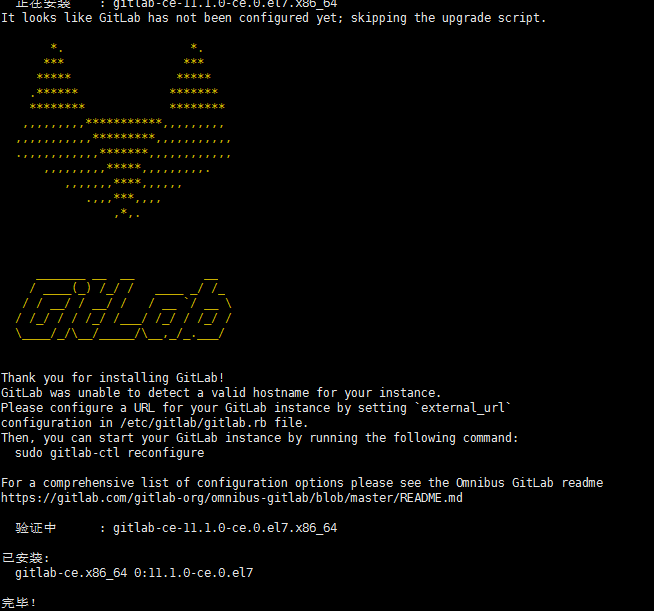 正在安装    : gitlab-ce-11.1.0-ce.0.el7.x86_64
It looks like GitLab has not been configured yet; skipping the upgrade script.
       *.                  *.
      ***                 ***
     *****               *****
    .******             *******
    ********            ********
   ,,,,,,,,,***********,,,,,,,,,
  ,,,,,,,,,,,*********,,,,,,,,,,,
  .,,,,,,,,,,,*******,,,,,,,,,,,,
      ,,,,,,,,,*****,,,,,,,,,.
         ,,,,,,,****,,,,,,
            .,,,***,,,,
                ,*,.
     _______ __  __          __
    / ____(_) /_/ /   ____ _/ /_
   / / __/ / __/ /   / __ `/ __ \
  / /_/ / / /_/ /___/ /_/ / /_/ /
  \____/_/\__/_____/\__,_/_.___/
Thank you for installing GitLab!
GitLab was unable to detect a valid hostname for your instance.
Please configure a URL for your GitLab instance by setting `external_url`
configuration in /etc/gitlab/gitlab.rb file.
Then, you can start your GitLab instance by running the following command:
  sudo gitlab-ctl reconfigure
For a comprehensive list of configuration options please see the Omnibus GitLab readme
https://gitlab.com/gitlab-org/omnibus-gitlab/blob/master/README.md
  验证中      : gitlab-ce-11.1.0-ce.0.el7.x86_64
已安装:
  gitlab-ce.x86_64 0:11.1.0-ce.0.el7
完毕!